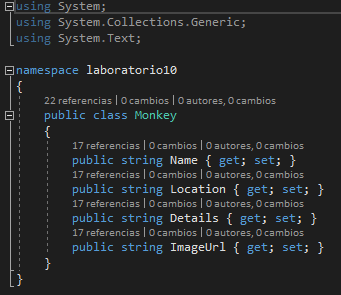 using System;
using System.Collections.Generic;
using System.Text;
namespace laboratorio10
{
22 referencias | 0 cambios | 0 autores, 0 cambios
public class Monkey
{
17 referencias | 0 cambios | 0 autores, 0 cambios
public string Name { get; set; }
17 referencias | 0 cambios | 0 autores, 0 cambios
public string Location { get; set; }
17 referencias | 0 cambios | 0 autores, 0 cambios
public string Details { get; set; }
17 referencias | 0 cambios | 0 autores, 0 cambios
public string ImageUrl { get; set; }
}
}